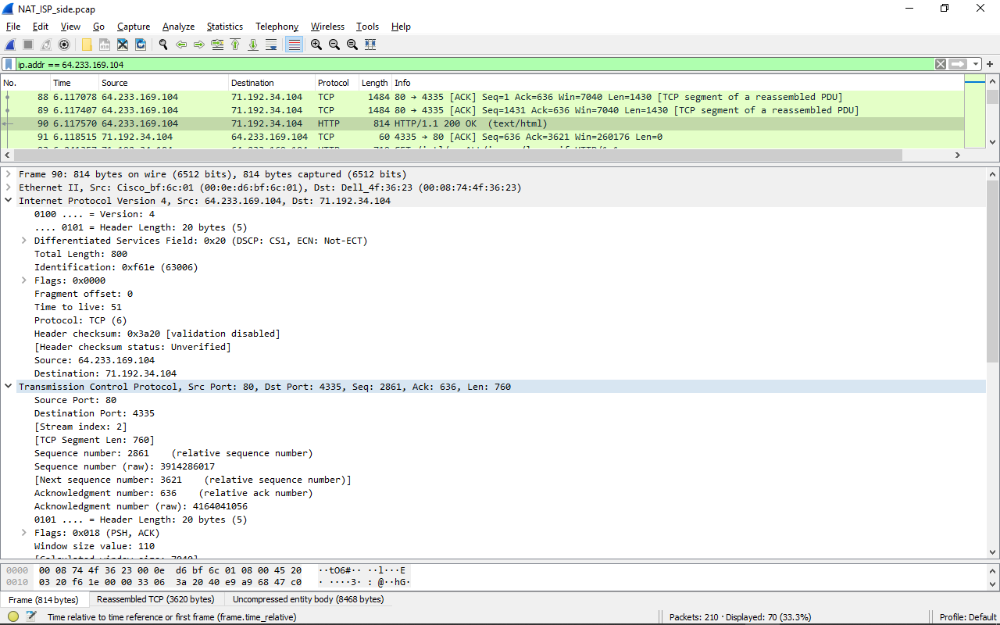 NAT_ISP_side.pcap
File Edit View Go Capture Analyze Statistics Telephony Wireless Tools Help
ip.addr == 64.233.169.104
No. Time Source Destination Protocol Length Info
88 6.117078 64.233.169.104 71.192.34.104 TCP 1484 80 → 4335 [ACK] Seq=1 Ack=636 Win=7040 Len=1430 [TCP segment of a reassembled PDU]
89 6.117407 64.233.169.104 71.192.34.104 TCP 1484 80 → 4335 [ACK] Seq=1431 Ack=636 Win=7040 Len=1430 [TCP segment of a reassembled PDU]
90 6.117570 64.233.169.104 71.192.34.104 HTTP 814 HTTP/1.1 200 OK (text/html)
91 6.118515 71.192.34.104 64.233.169.104 TCP 60 4335 → 80 [ACK] Seq=636 Ack=3621 Win=260176 Len=0
Frame 90: 814 bytes on wire (6512 bits), 814 bytes captured (6512 bits)
Ethernet II, Src: Cisco_bf:6c:01 (00:0e:d6:bf:6c:01), Dst: Dell_4f:36:23 (00:08:74:4f:36:23)
Internet Protocol Version 4, Src: 64.233.169.104, Dst: 71.192.34.104
0100 .... = Version: 4
.... 0101 = Header Length: 20 bytes (5)
Differentiated Services Field: 0x20 (DSCP: CS1, ECN: Not-ECT)
Total Length: 800
Identification: 0xf61e (63006)
Flags: 0x0000
Fragment offset: 0
Time to live: 51
Protocol: TCP (6)
Header checksum: 0x3a20 [validation disabled]
[Header checksum status: Unverified]
Source: 64.233.169.104
Destination: 71.192.34.104
Transmission Control Protocol, Src Port: 80, Dst Port: 4335, Seq: 2861, Ack: 636, Len: 760
Source Port: 80
Destination Port: 4335
[Stream index: 2]
[TCP Segment Len: 760]
Sequence number: 2861 (relative sequence number)
Sequence number (raw): 3914286017
[Next sequence number: 3621 (relative sequence number)]
Acknowledgment number: 636 (relative ack number)
Acknowledgment number (raw): 4164041056
0101 .... = Header Length: 20 bytes (5)
Flags: 0x018 (PSH, ACK)
Window size value: 110
0000 00 08 74 4f 36 23 00 0e d6 bf 6c 01 08 00 45 20 ··tO6#·· ··l···E
0010 03 20 f6 1e 00 00 33 06 3a 20 40 e9 a9 68 47 c0 · ····3· : @··hG·
Frame (814 bytes) Reassembled TCP (3620 bytes) Uncompressed entity body (8468 bytes)
Time relative to time reference or first frame (frame.time_relative) Packets: 210 · Displayed: 70 (33.3%) Profile: Default